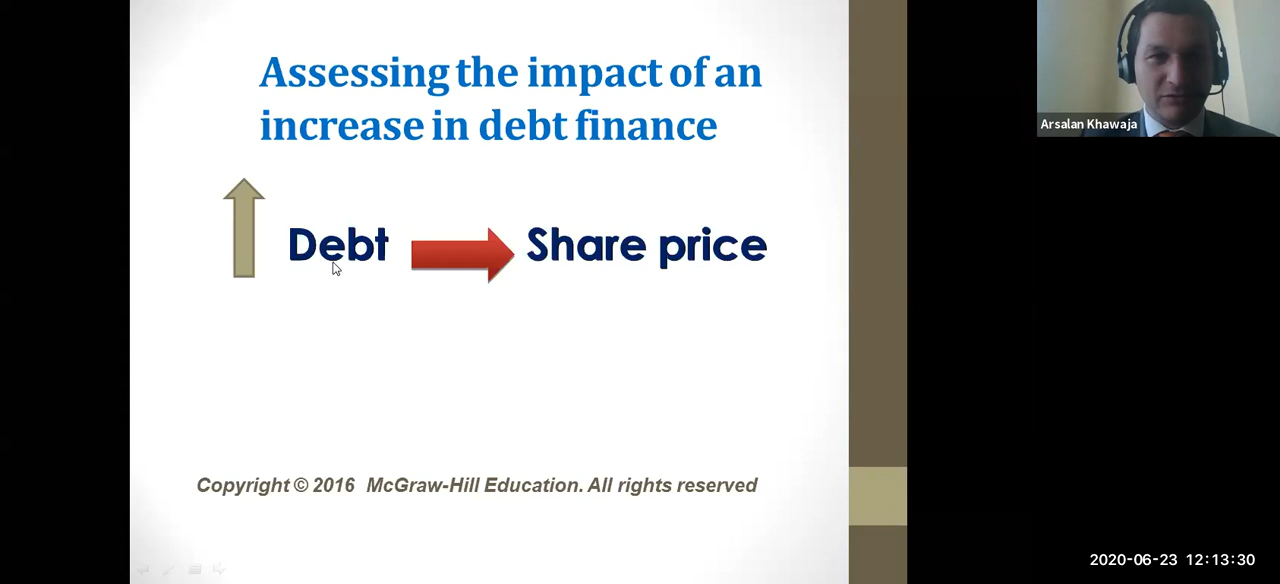 Assessing the impact of an
increase in debt finance
Debt
Share price
Copyright © 2016 McGraw-Hill Education. All rights reserved
Arsalan Khawaja
2020-06-23 12:13:30